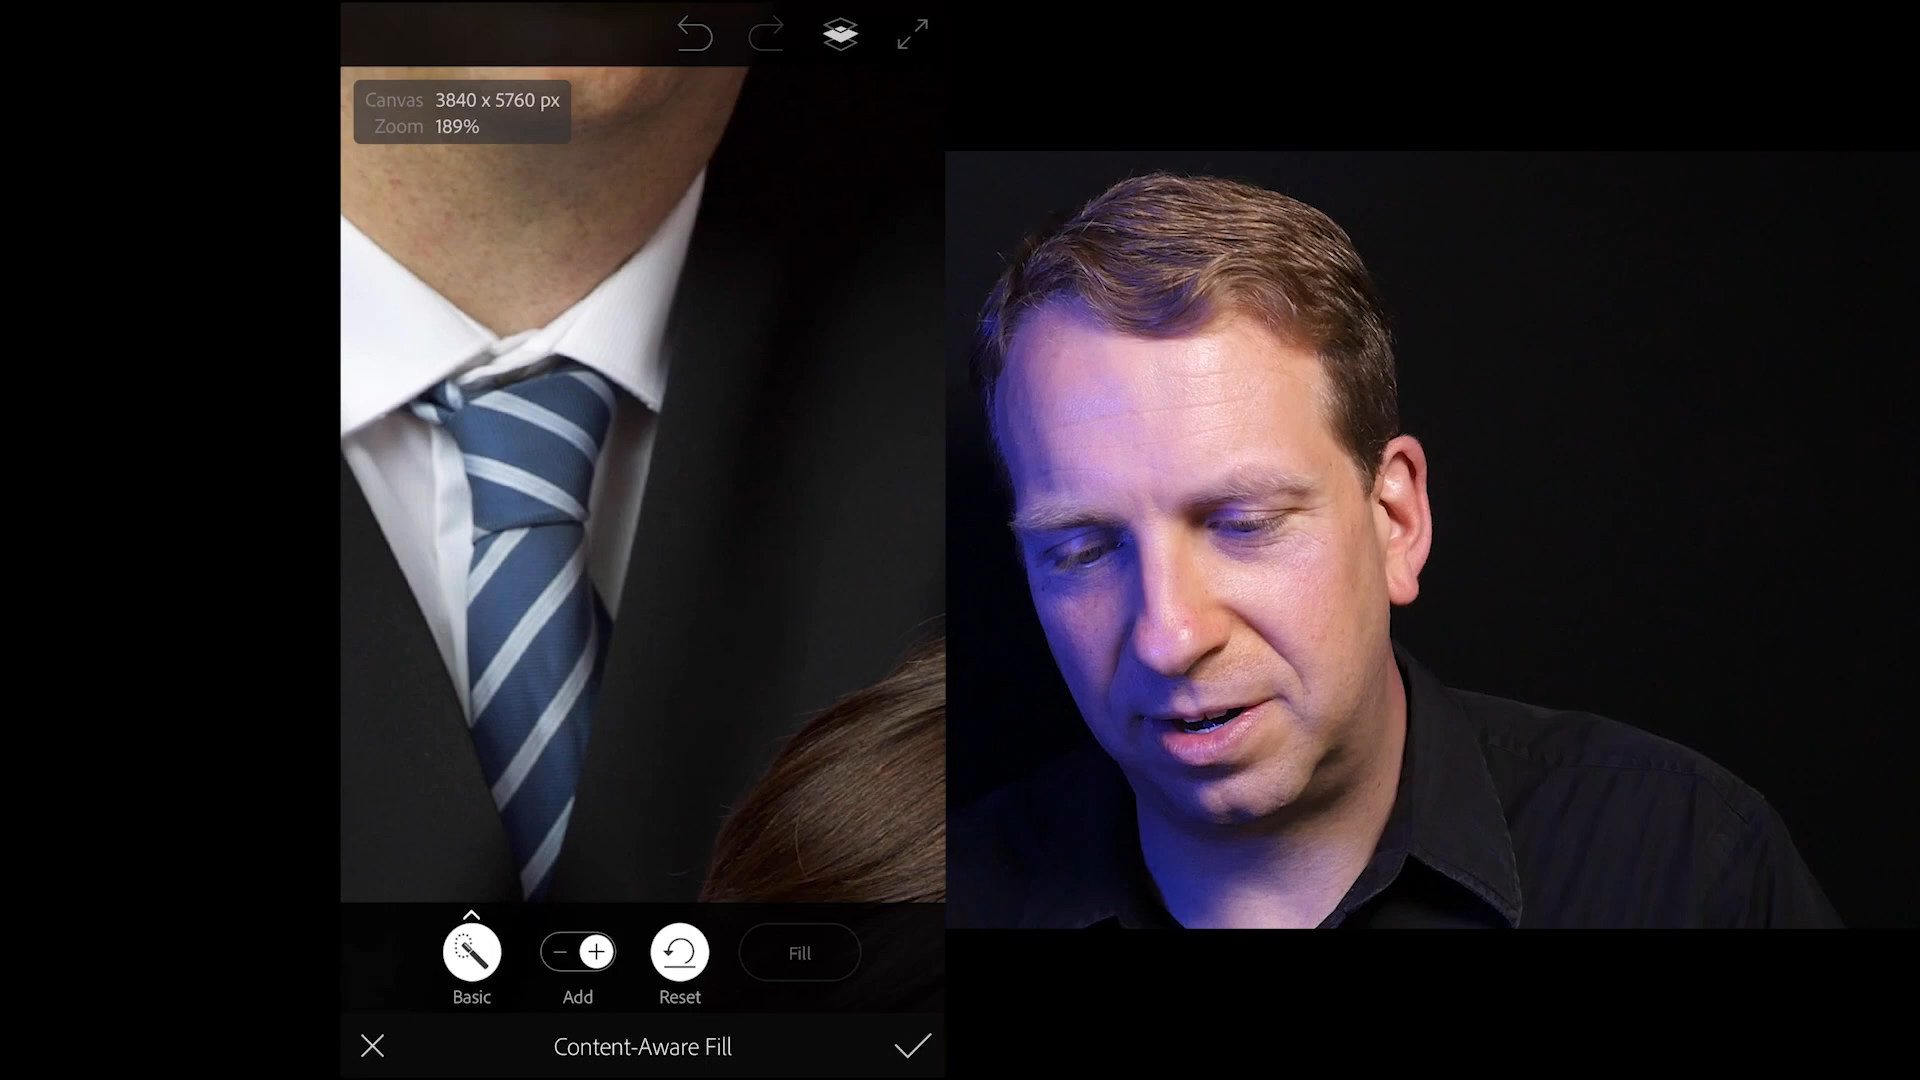 Canvas 3840 x 5760 px
Zoom 189%
Basic
Add
Reset
Fill
Content-Aware Fill